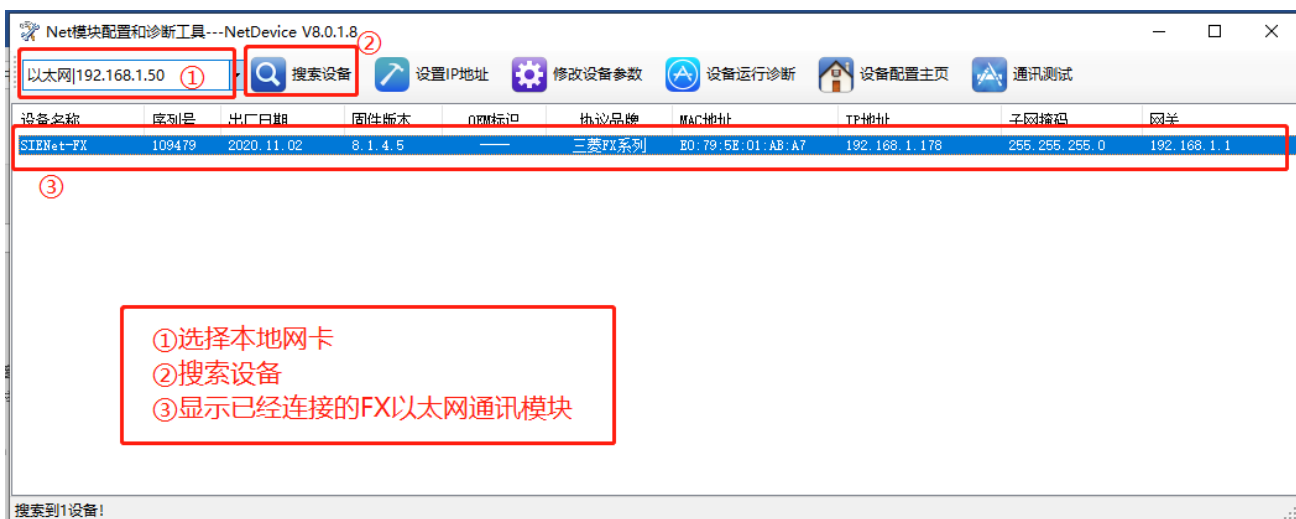 Net模块配置和诊断工具---NetDevice V8.0.1.8
②
以太网|192.168.1.50 ① 搜索设备 设置IP地址 修改设备参数 设备运行诊断 设备配置主页 通讯测试
设备名称 序列号 出厂日期 固件版本 OEM标识 协议品牌 MAC地址 IP地址 子网掩码 网关
SIENet-FX 109479 2020.11.02 8.1.4.5 —— 三菱FX系列 E0:79:5E:01:AB:A7 192.168.1.178 255.255.255.0 192.168.1.1
③
①选择本地网卡
②搜索设备
③显示已经连接的FX以太网通讯模块
搜索到1设备!